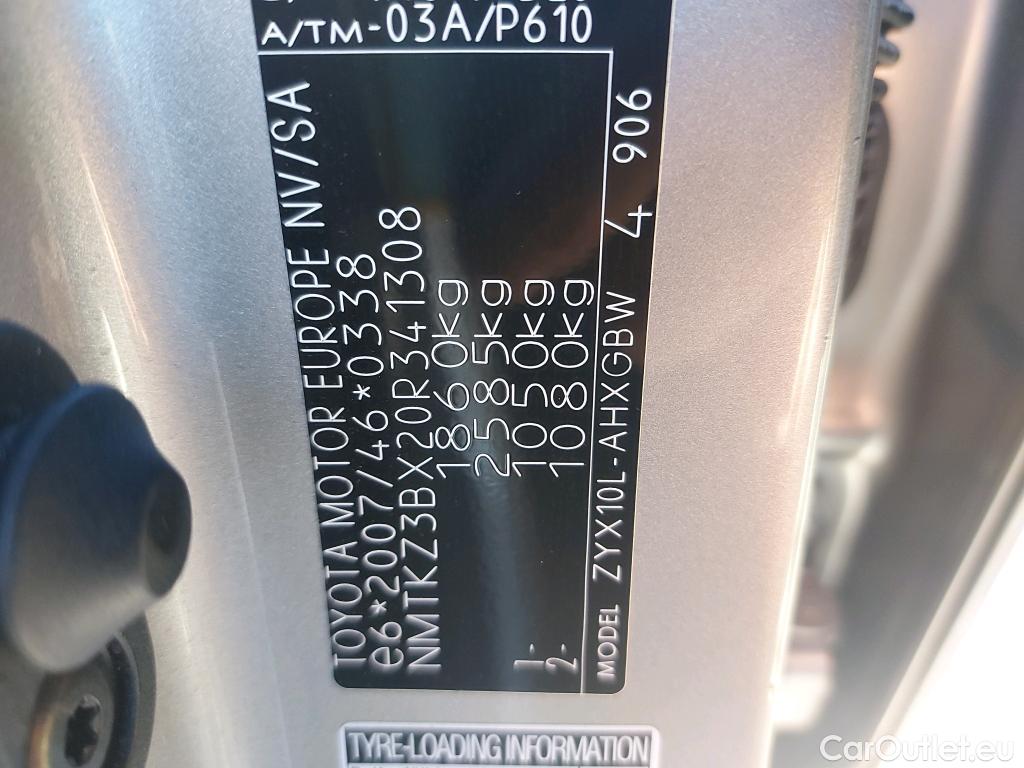 TOYOTA MOTOR EUROPE NV/SA
e6*2007/46*0338
NMTKZ3BX20R341308
1860kg
2585kg
1- 1050kg
2- 1080kg
MODEL ZYX10L-AHXGBW 4 906
A/TM-03A/P610
TYRE-LOADING INFORMATION
CarOutlet.eu